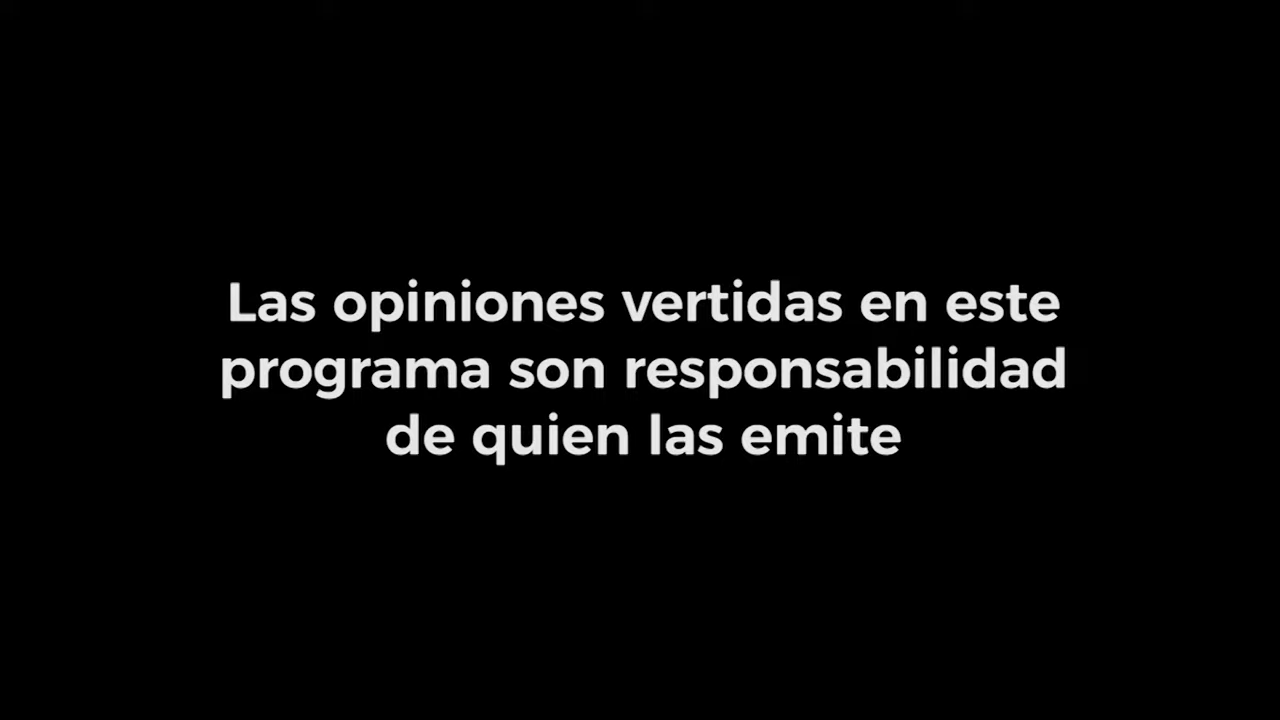 Las opiniones vertidas en este
programa son responsabilidad
de quien las emite